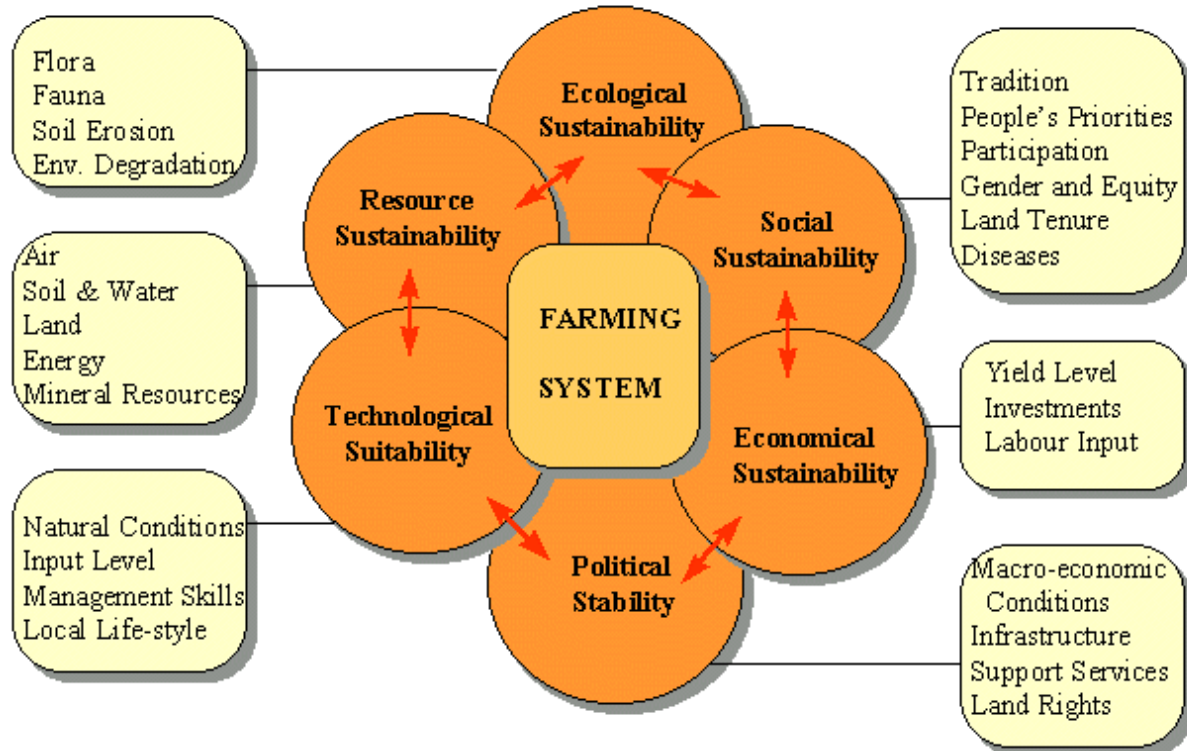 Flora
Fauna
Soil Erosion
Env. Degradation
Air
Soil & Water
Land
Energy
Mineral Resources
Natural Conditions
Input Level
Management Skills
Local Life-style
Ecological
Sustainability
Resource
Sustainability
Social
Sustainability
FARMING
SYSTEM
Technological
Suitability
Economical
Sustainability
Political
Stability
Tradition
People's Priorities
Participation
Gender and Equity
Land Tenure
Diseases
Yield Level
Investments
Labour Input
Macro-economic
Conditions
Infrastructure
Support Services
Land Rights